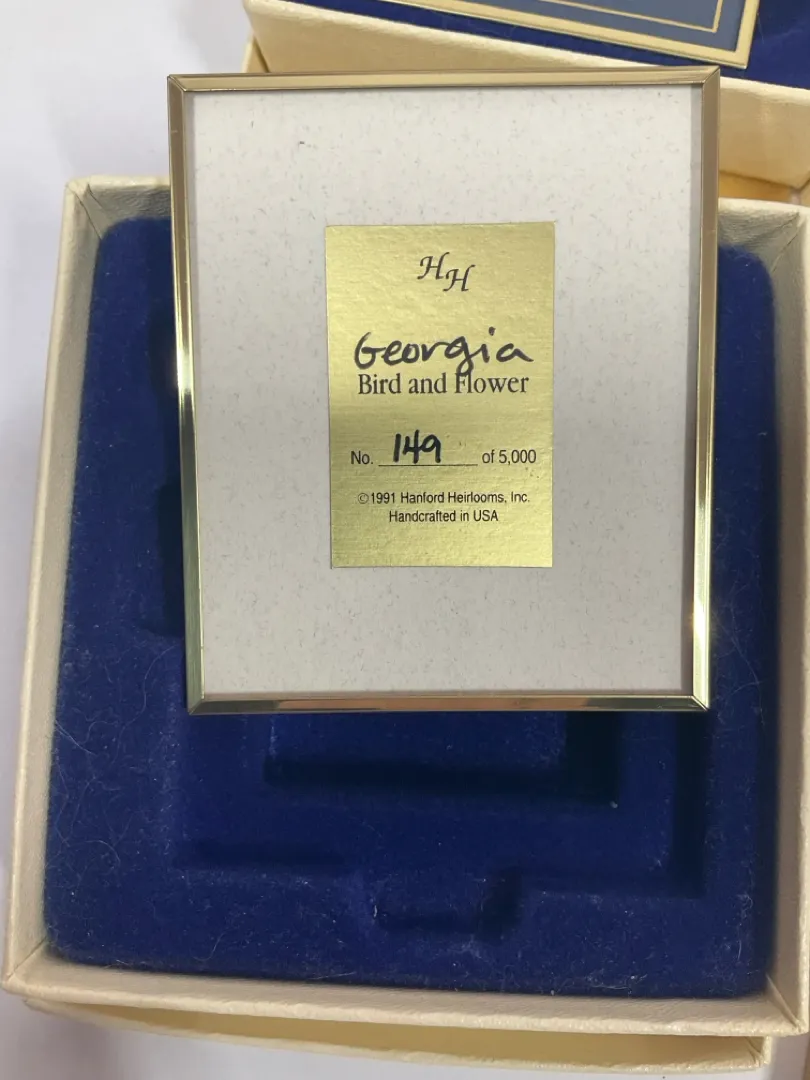 HH
Georgia
Bird and Flower
No. 149 of 5,000
©1991 Hanford Heirlooms, Inc.
Handcrafted in USA